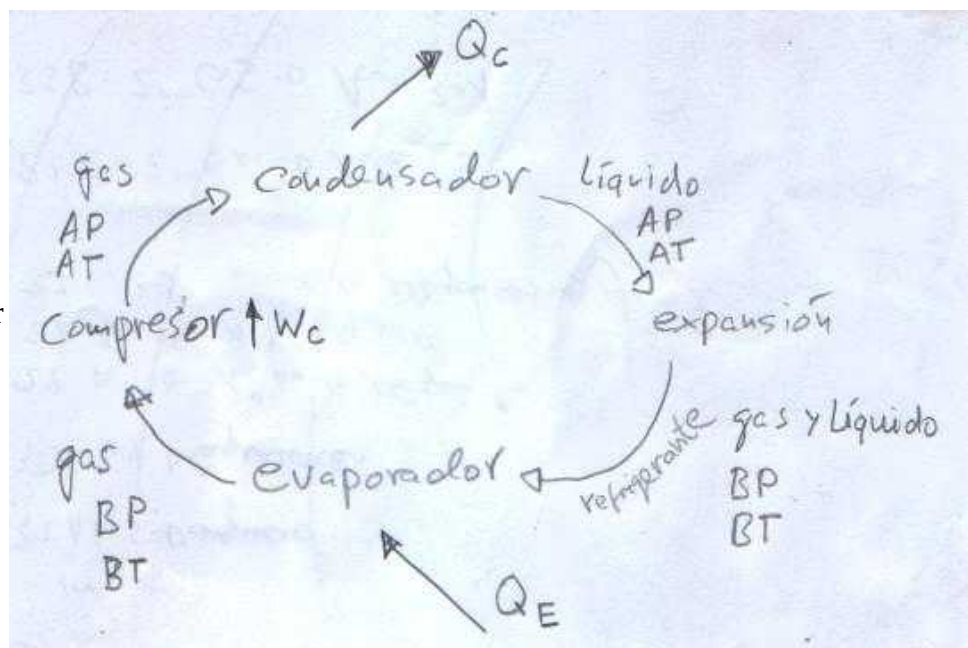 Qc
gas
AP
AT
condensador
líquido
AP
AT
compresor ↑ Wc
expansión
refrigerante
gas y líquido
BP
BT
evaporador
gas
BP
BT
QE